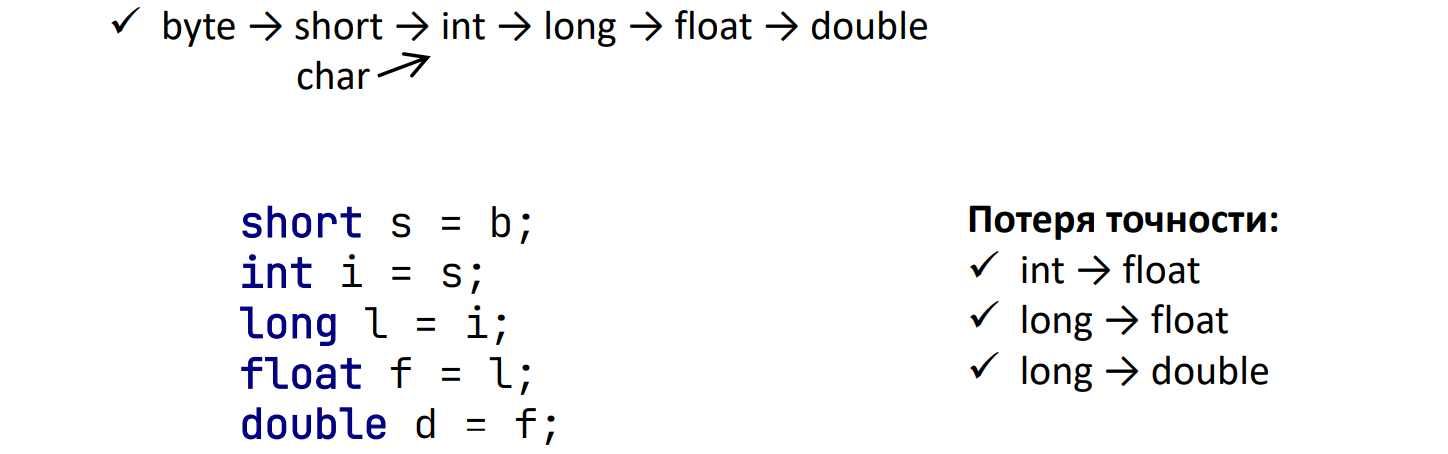 ✓ byte → short → int → long → float → double
char
short s = b;
int i = s;
long l = i;
float f = l;
double d = f;
Потеря точности:
✓ int → float
✓ long → float
✓ long → double